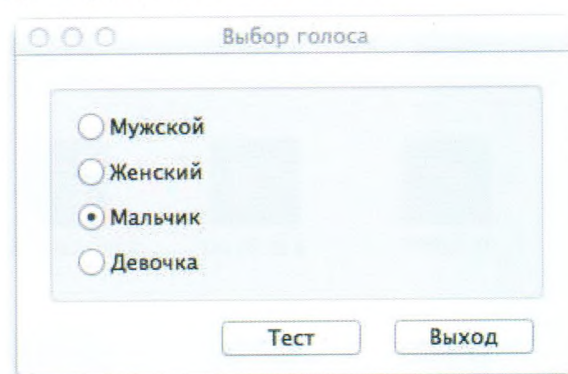 Выбор голоса
Мужской
Женский
Мальчик
Девочка
Тест
Выход